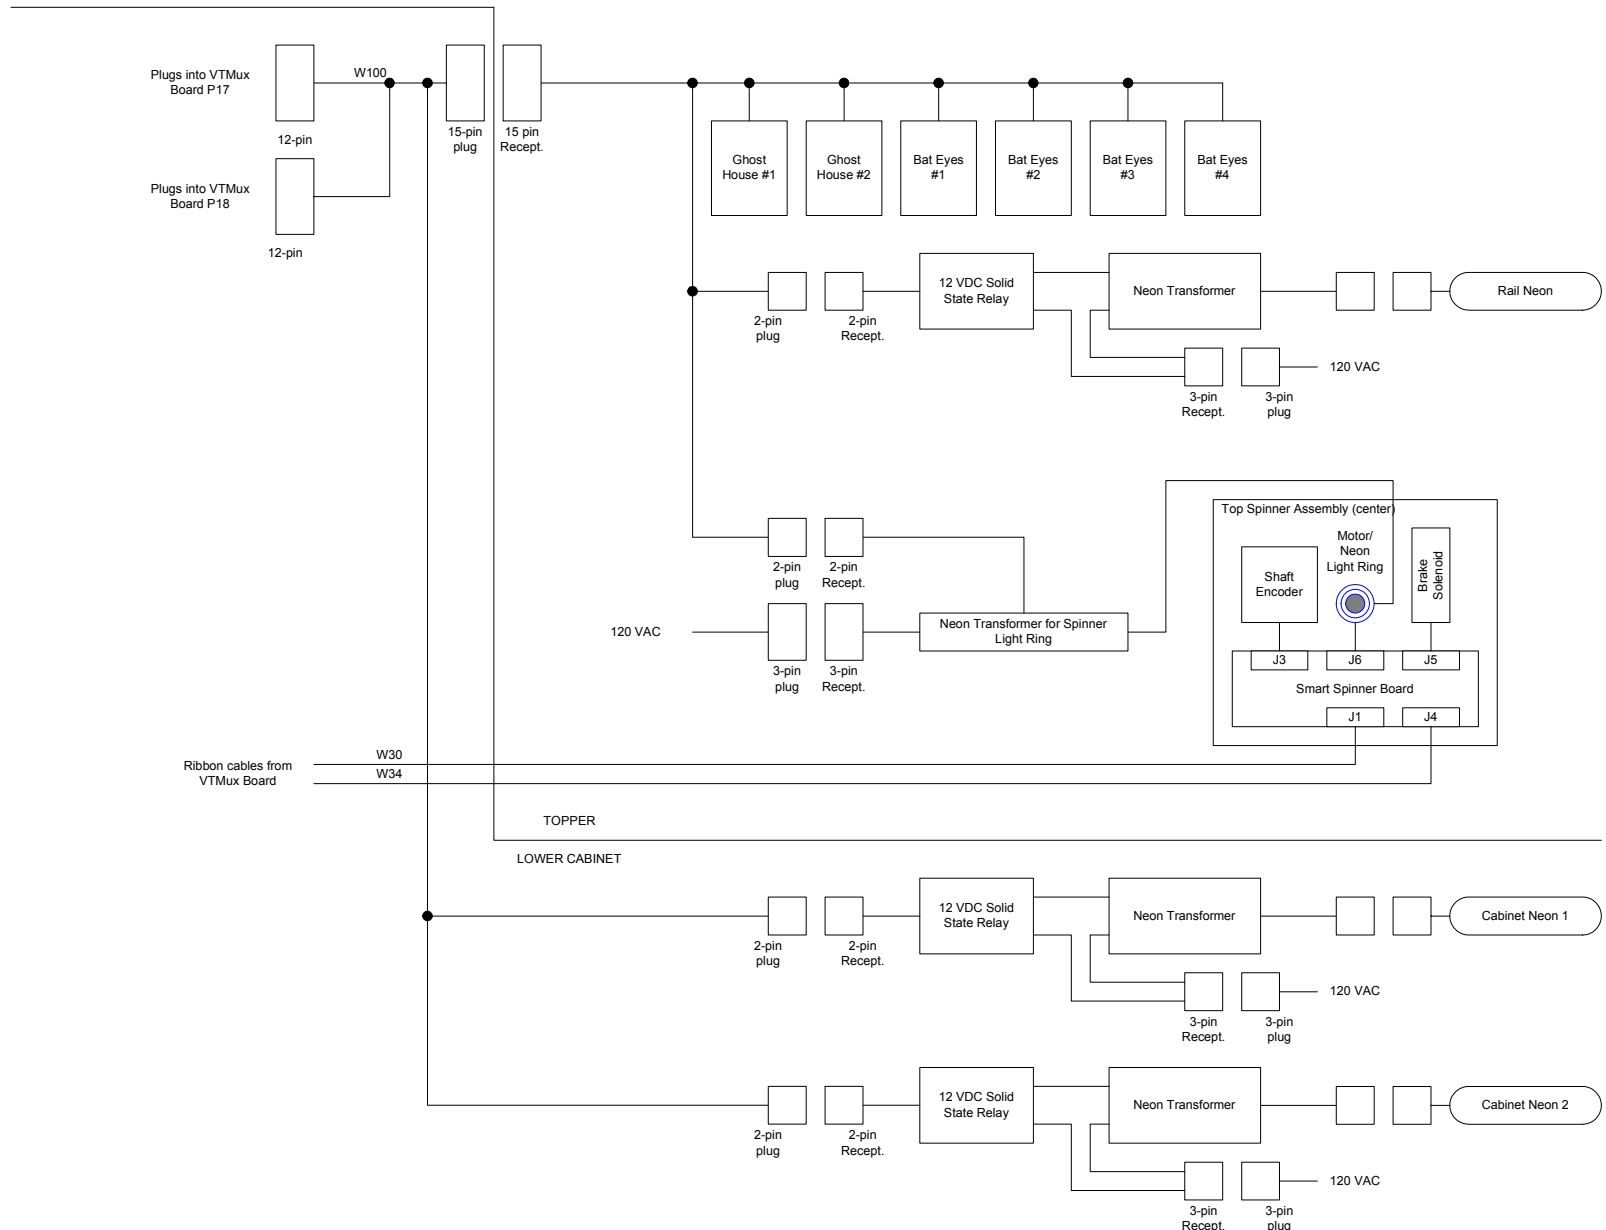 Plugs into VTMux
Board P17
W100
12-pin
15-pin
plug
15 pin
Recept.
Ghost
House #1
Ghost
House #2
Bat Eyes
#1
Bat Eyes
#2
Bat Eyes
#3
Bat Eyes
#4
Plugs into VTMux
Board P18
12-pin
2-pin
plug
2-pin
Recept.
12 VDC Solid
State Relay
Neon Transformer
Rail Neon
3-pin
Recept.
3-pin
plug
120 VAC
Top Spinner Assembly (center)
Shaft
Encoder
Motor/
Neon
Light Ring
Brake
Solenoid
2-pin
plug
2-pin
Recept.
120 VAC
3-pin
plug
3-pin
Recept.
Neon Transformer for Spinner
Light Ring
J3
J6
J5
Smart Spinner Board
J1
J4
Ribbon cables from
VTMux Board
W30
W34
TOPPER
LOWER CABINET
2-pin
plug
2-pin
Recept.
12 VDC Solid
State Relay
Neon Transformer
Cabinet Neon 1
3-pin
Recept.
3-pin
plug
120 VAC
2-pin
plug
2-pin
Recept.
12 VDC Solid
State Relay
Neon Transformer
Cabinet Neon 2
3-pin
Recept.
3-pin
plug
120 VAC